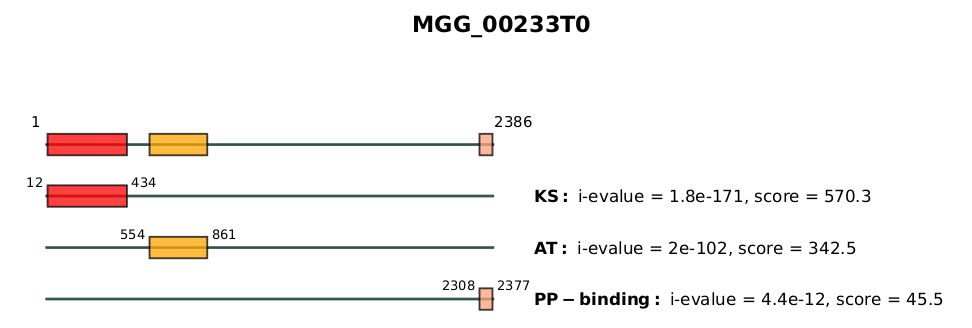 MGG_00233T0
1
2386
12
434
KS: i-evalue = 1.8e-171, score = 570.3
554
861
AT: i-evalue = 2e-102, score = 342.5
2308
2377
PP−binding: i-evalue = 4.4e-12, score = 45.5